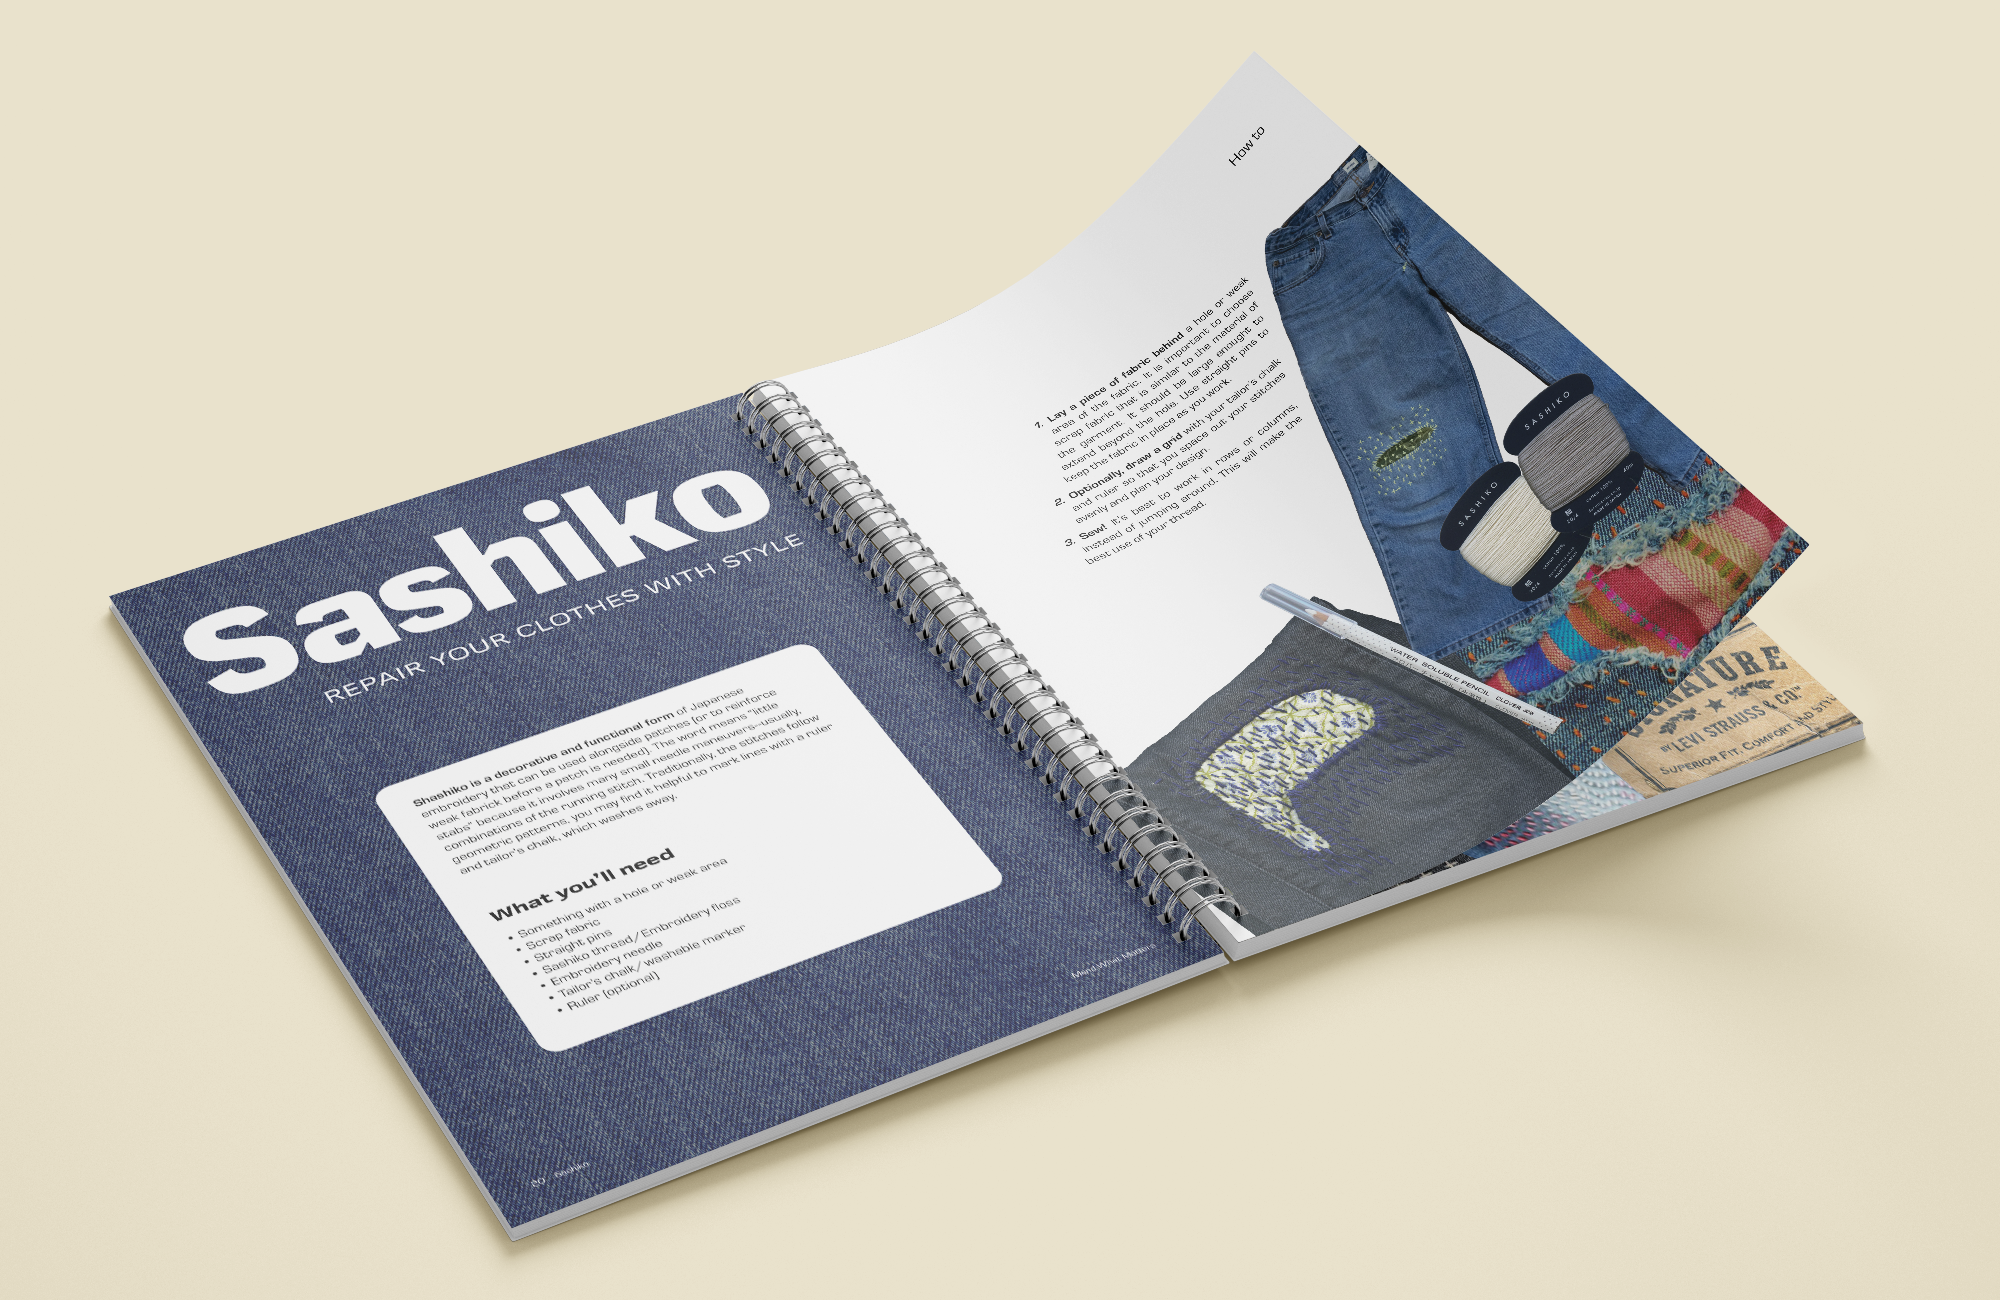 Sashiko
REPAIR YOUR CLOTHES WITH STYLE
Shashiko is a decorative and functional form of Japanese
embroidery that can be used alongside patches (or to reinforce
weak fabrick before a patch is needed). The word means "little
stabs" because it involves many small needle maneuvers—usually,
combinations of the running stitch. Traditionally, the stitches follow
geometric patterns, you may find it helpful to mark lines with a ruler
and tailor's chalk, which washes away.
What you'll need
• Something with a hole or weak area
• Scrap fabric
• Straight pins
• Sashiko thread/Embroidery floss
• Embroidery needle
• Tailor's chalk/ washable marker
• Ruler (optional)
Sashiko
Mend What Matters
How to
1. Lay a piece of fabric behind a hole or weak
area of the fabric. It is important to choose
scrap fabric that is similar to the material of
the garment. It should be large enought to
extend beyond the hole. Use straight pins to
keep the fabric in place as you work.
2. Optionally, draw a grid with your tailor's chalk
and ruler so that you space out your stitches
evenly and plan your design.
3. Sew! It's best to work in rows or columns,
instead of jumping around. This will make the
best use of your thread.
SASHIKO
SASHIKO
WATER SOLUBLE PENCIL CLOVER
ATURE
BY LEVI STRAUSS & CO.
SUPERIOR FIT, COMFORT AND STYL